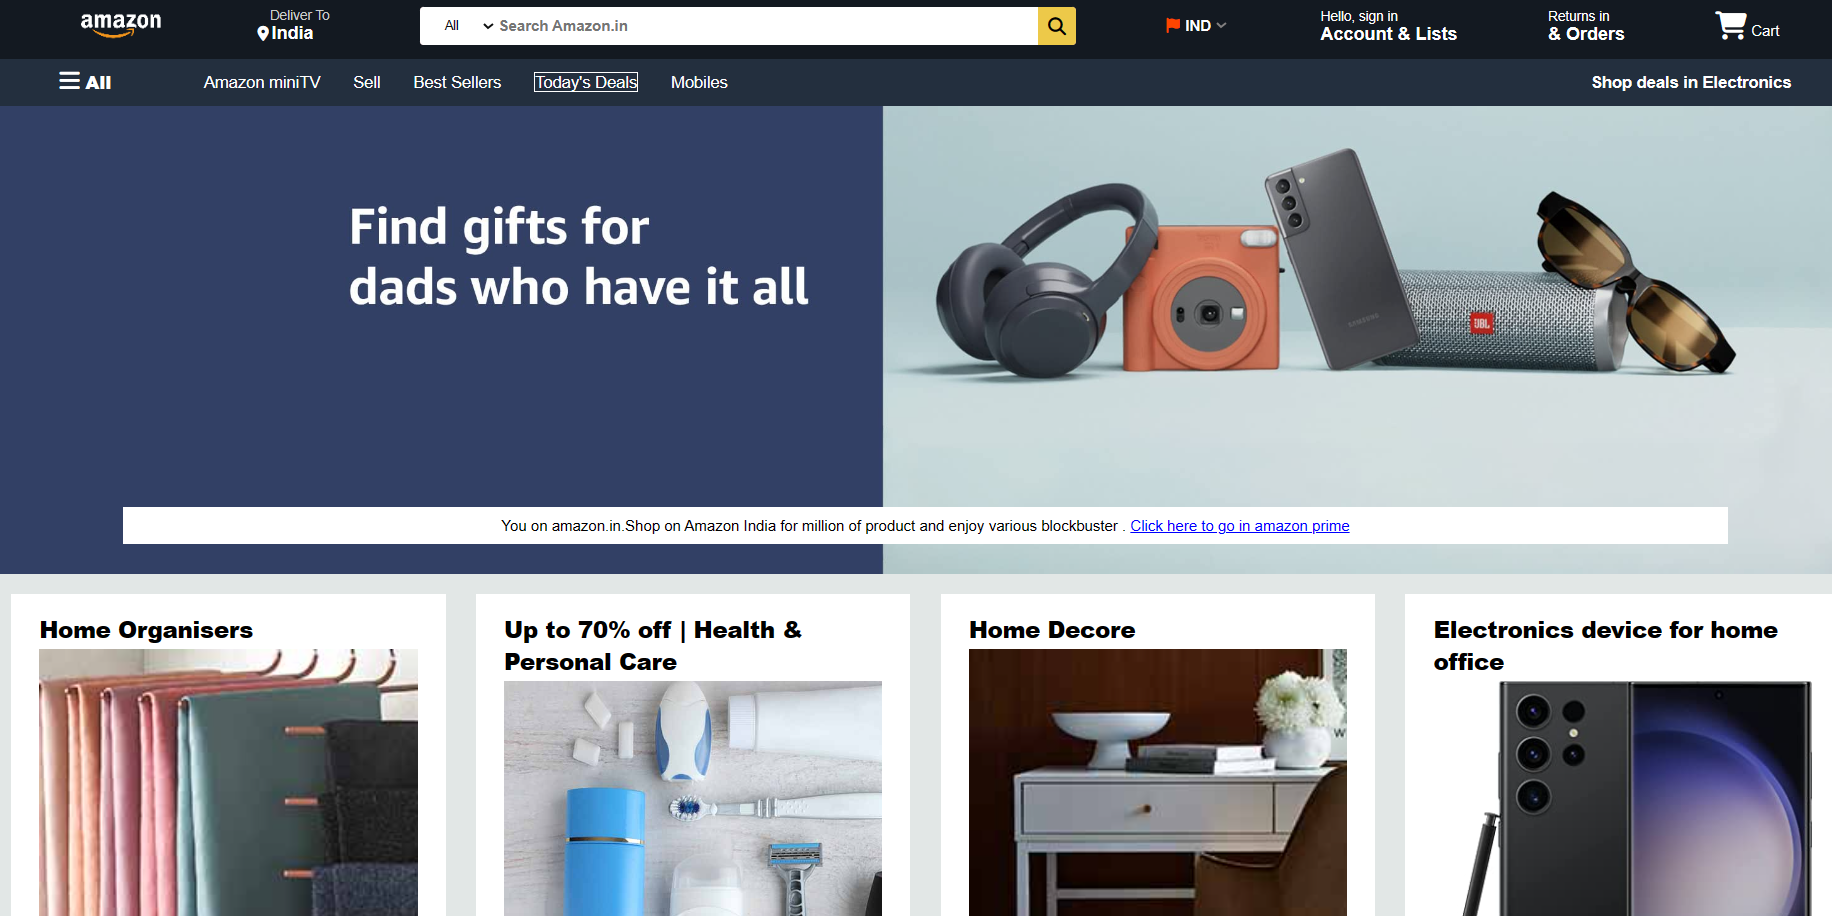 amazon
Deliver To
India
All
Search Amazon.in
IND
Hello, sign in
Account & Lists
Returns in
& Orders
Cart
All
Amazon miniTV
Sell
Best Sellers
Today's Deals
Mobiles
Shop deals in Electronics
Find gifts for
dads who have it all
SAMSUNG
JBL
You on amazon.in.Shop on Amazon India for million of product and enjoy various blockbuster . Click here to go in amazon prime
Home Organisers
Up to 70% off | Health &
Personal Care
Home Decore
Electronics device for home
office